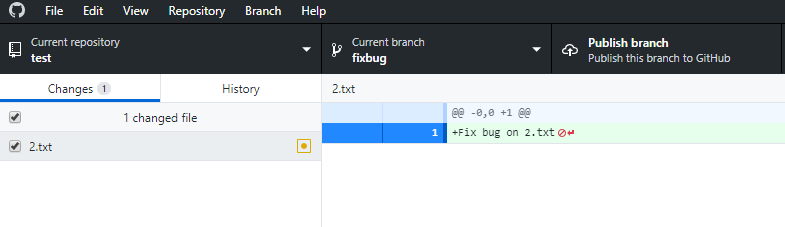 File Edit View Repository Branch Help
Current repository
test
Current branch
fixbug
Publish branch
Publish this branch to GitHub
Changes 1
History
2.txt
1 changed file
@@ -0,0 +1 @@
2.txt
1 +Fix bug on 2.txt